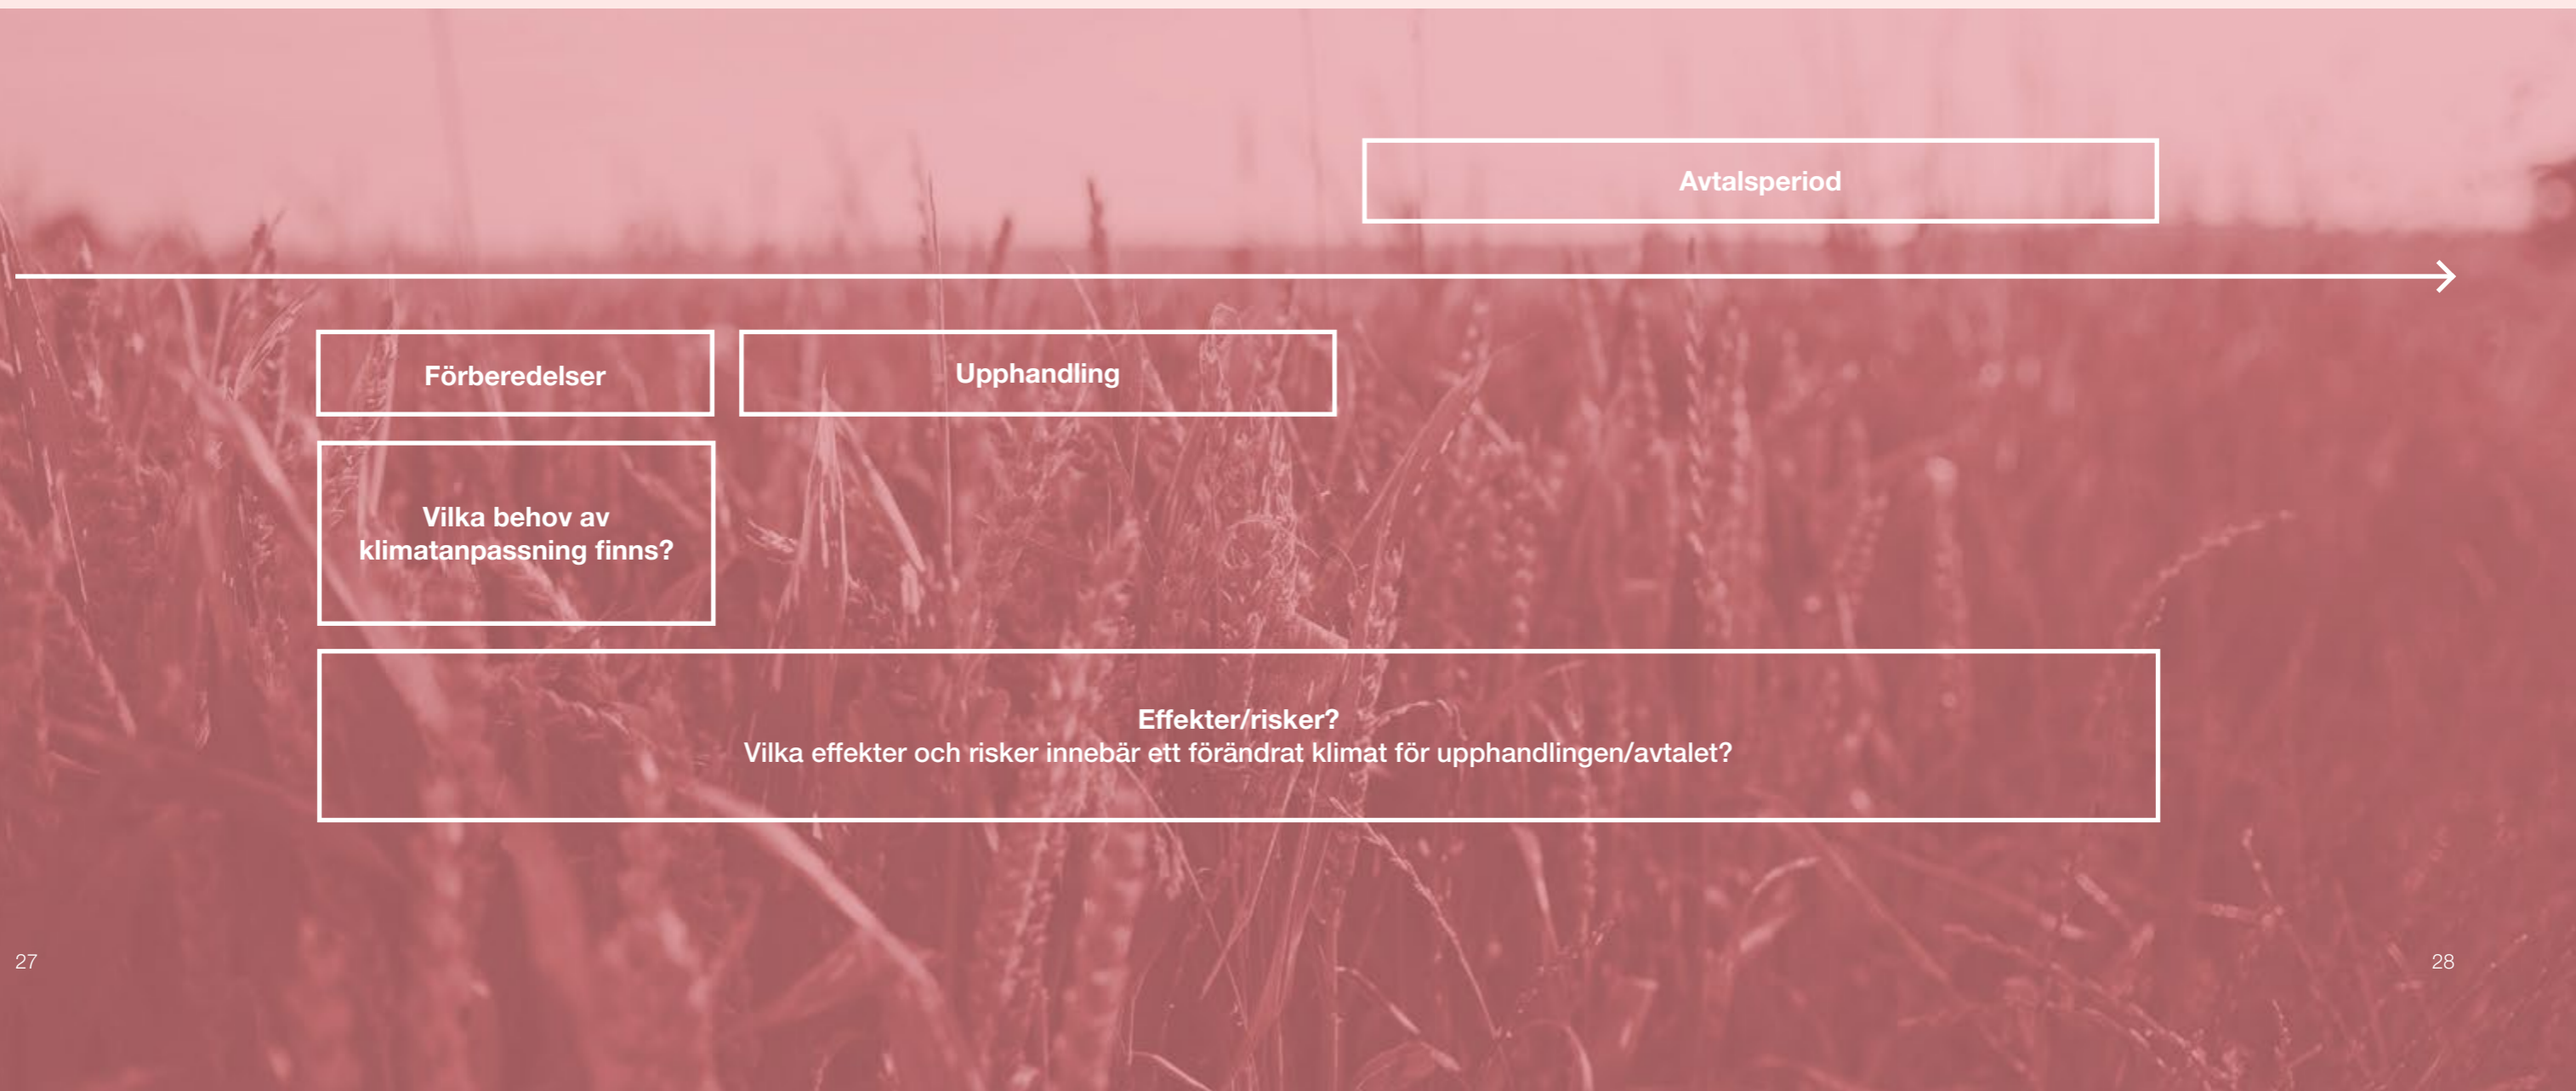 Avtalsperiod
Förberedelser
Upphandling
Vilka behov av
klimatanpassning finns?
Effekter/risker?
Vilka effekter och risker innebär ett förändrat klimat för upphandlingen/avtalet?
27
28